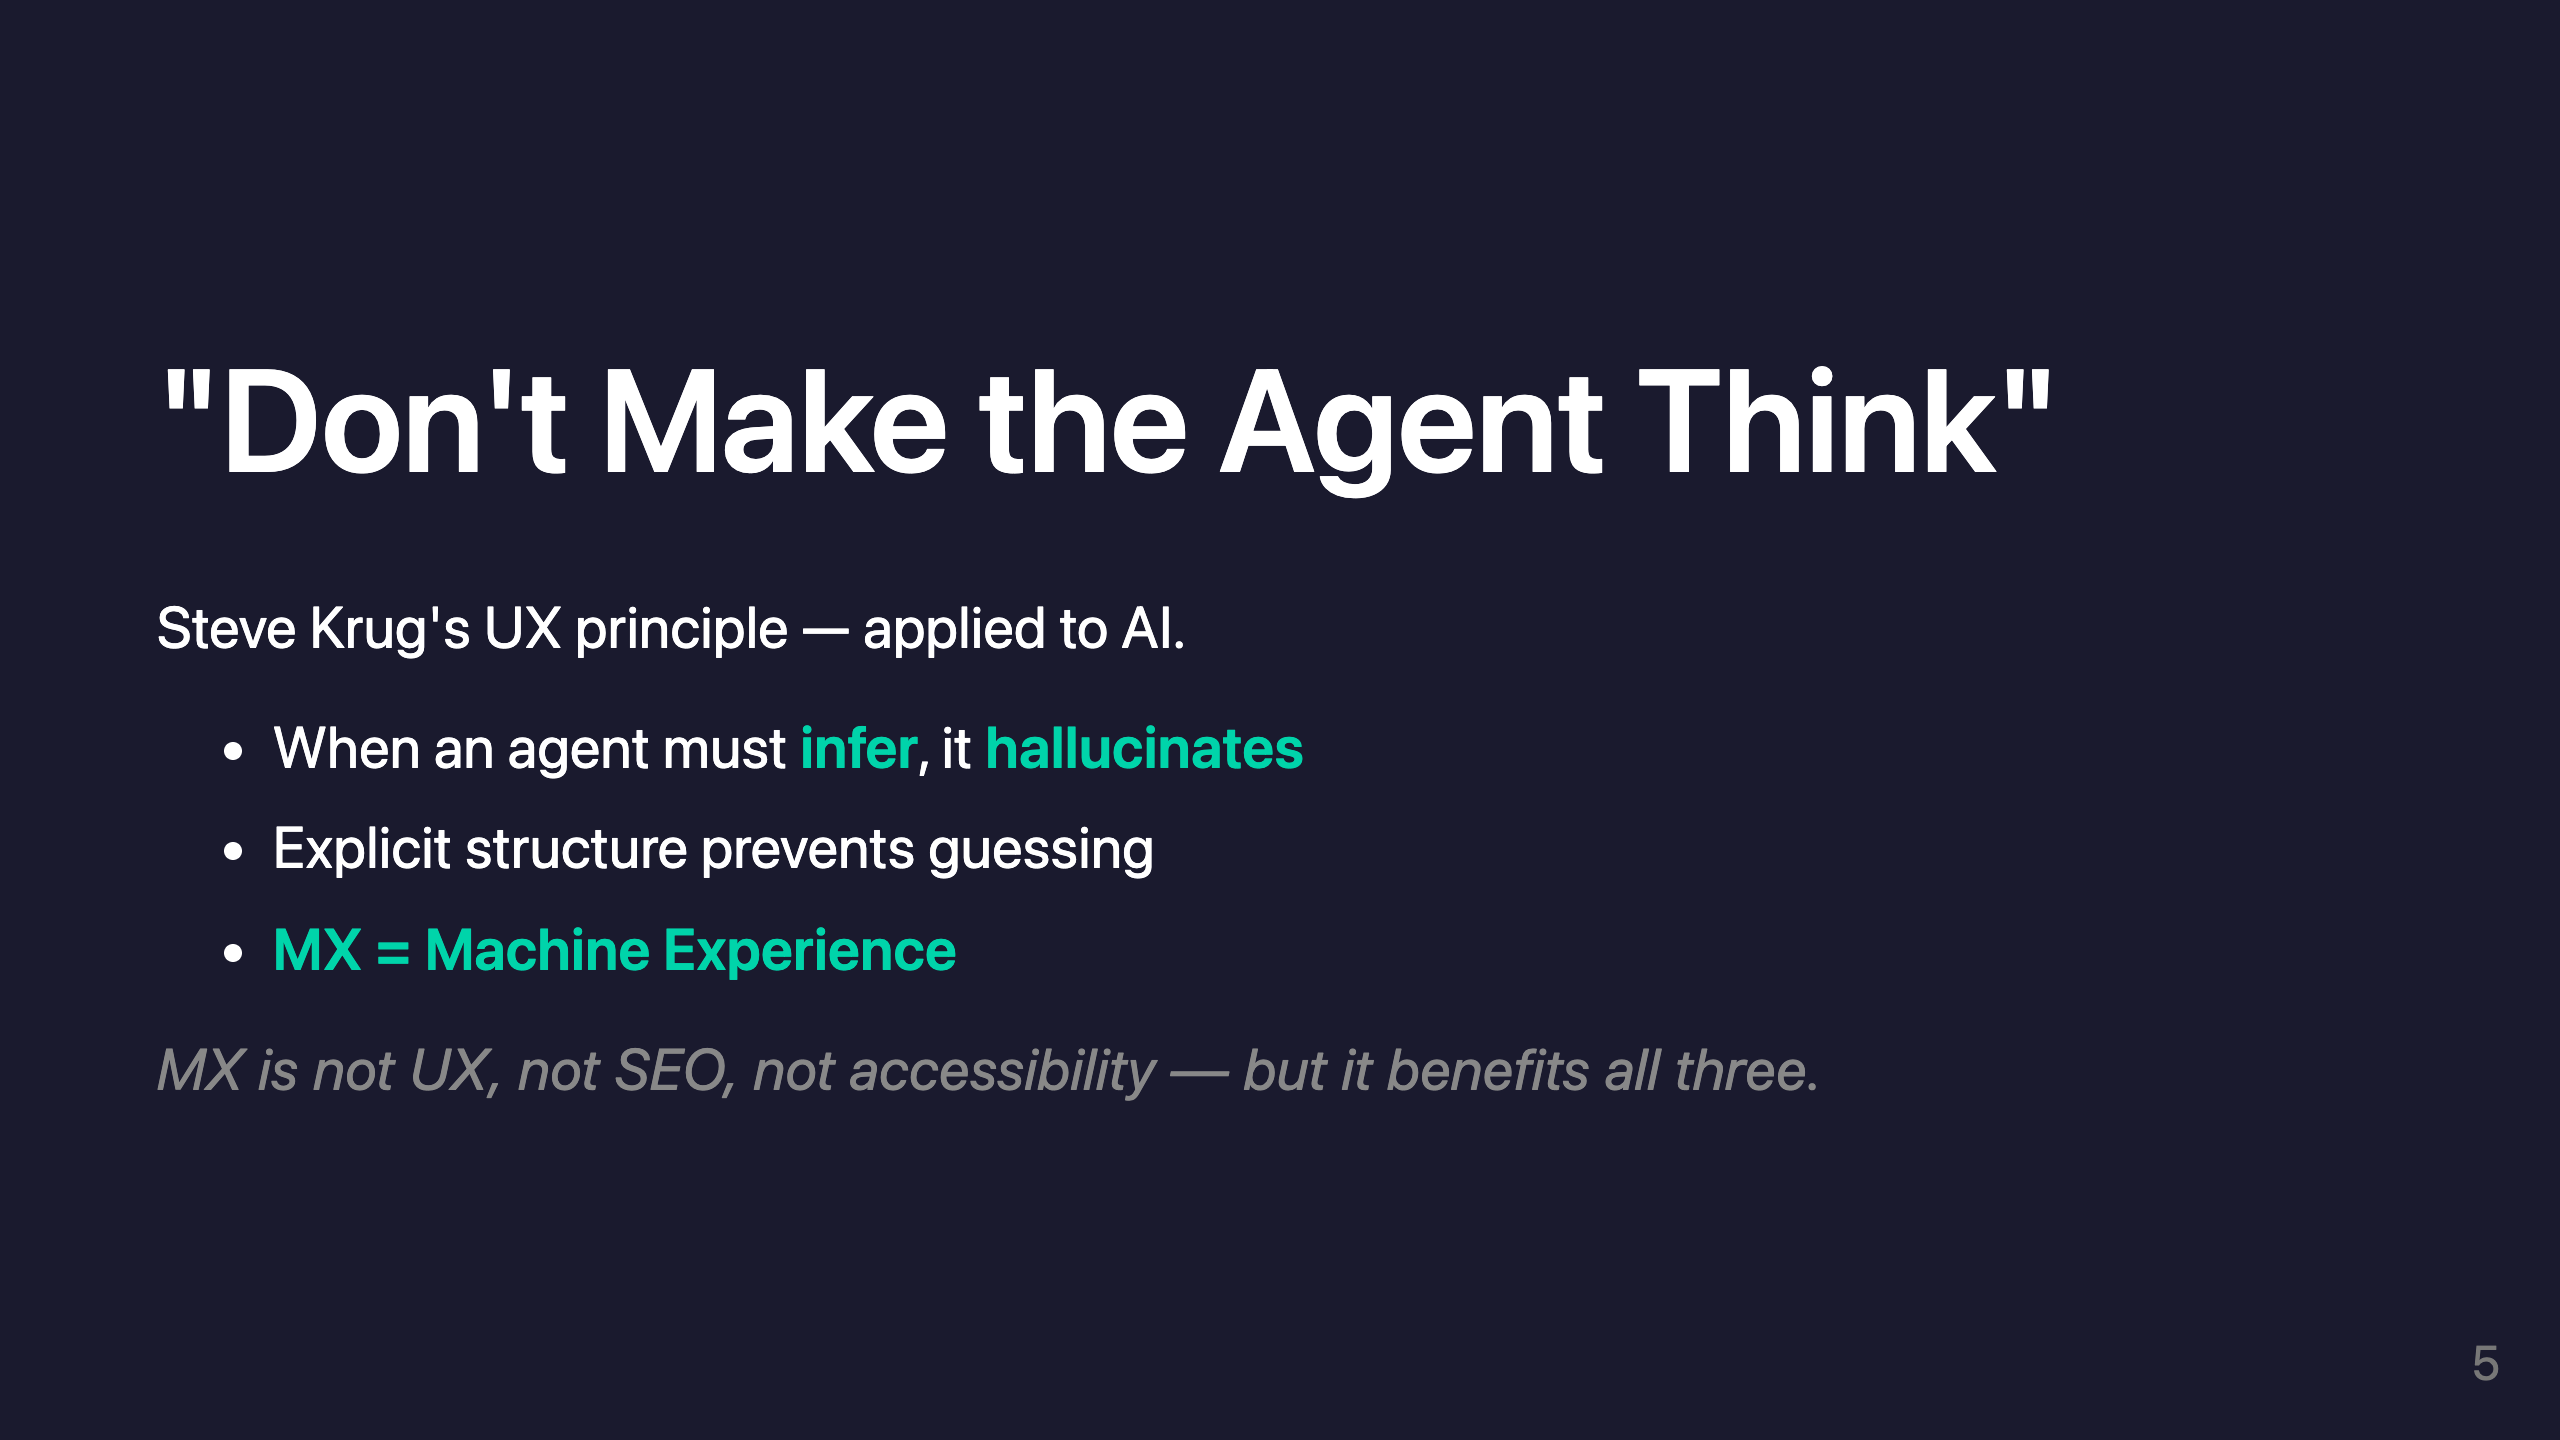 "Don't Make the Agent Think"
Steve Krug's UX principle — applied to AI.
• When an agent must infer, it hallucinates
• Explicit structure prevents guessing
• MX = Machine Experience
MX is not UX, not SEO, not accessibility — but it benefits all three.
5